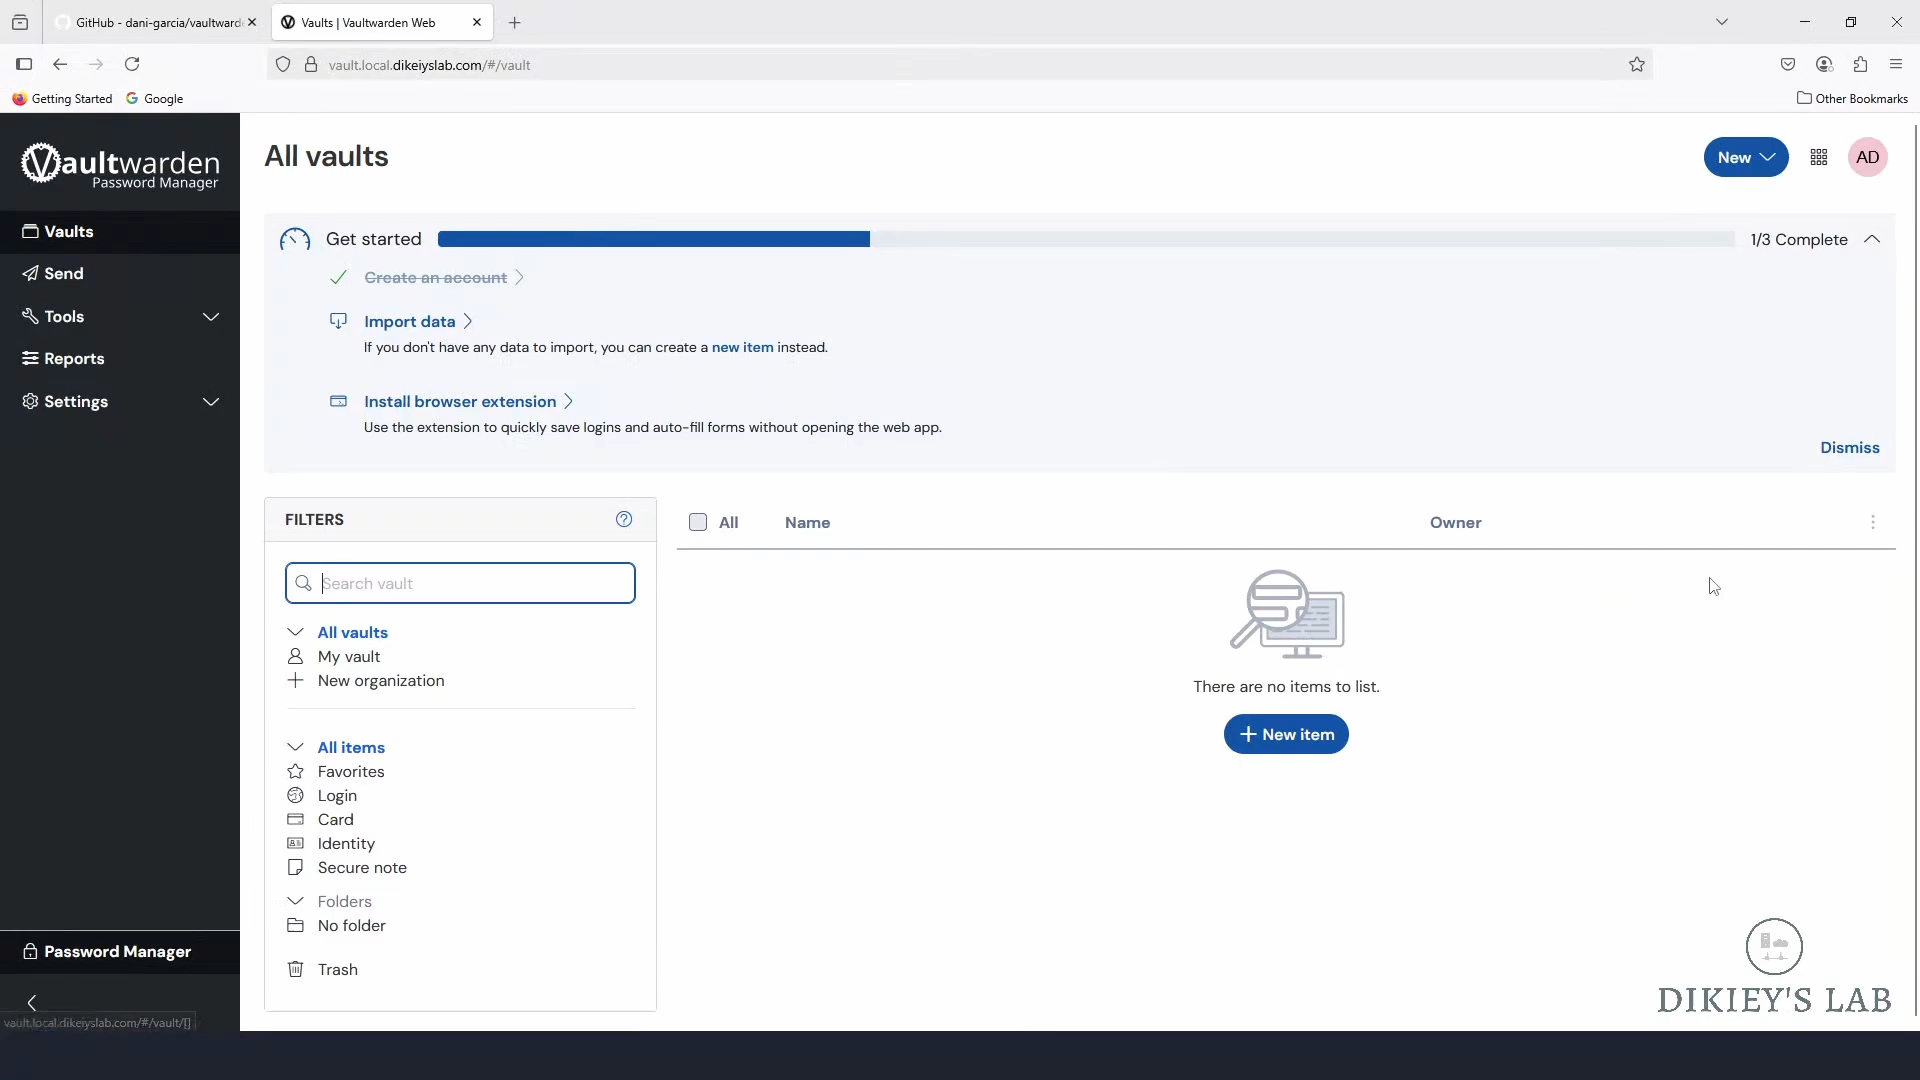 GitHub - dani-garcia/vaultward
Vaults | Vaultwarden Web
vault.local.dikeiyslab.com/#/vault
Getting Started
Google
Other Bookmarks
Vaultwarden
Password Manager
Vaults
Send
Tools
Reports
Settings
Password Manager
vault.local.dikeiyslab.com/#/vault/[]
All vaults
New
AD
Get started
1/3 Complete
Create an account
Import data
If you don't have any data to import, you can create a new item instead.
Install browser extension
Use the extension to quickly save logins and auto-fill forms without opening the web app.
Dismiss
FILTERS
Search vault
All vaults
My vault
New organization
All items
Favorites
Login
Card
Identity
Secure note
Folders
No folder
Trash
All Name Owner
There are no items to list.
New item
DIKIEY'S LAB